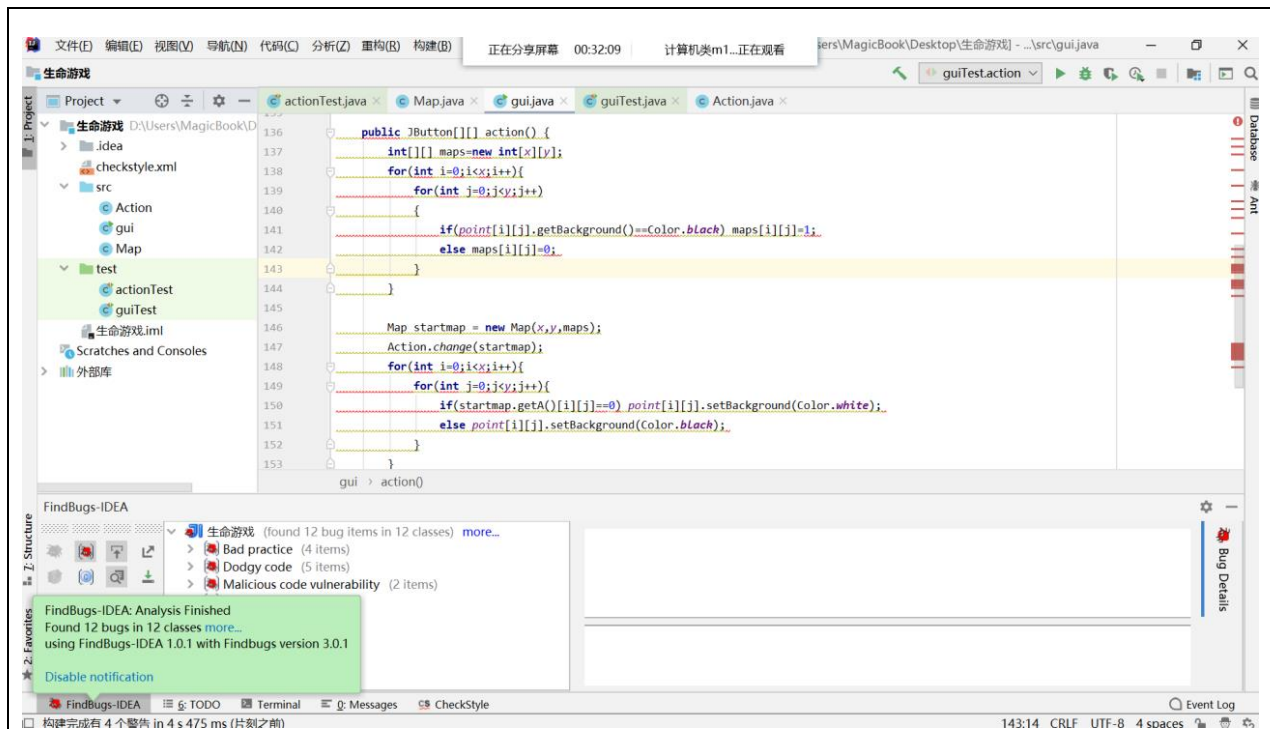 文件(F) 编辑(E) 视图(V) 导航(N) 代码(C) 分析(Z) 重构(R) 构建(B)
正在分享屏幕 00:32:09 计算机类m1...正在观看
sers\MagicBook\Desktop\生命游戏] - ...\src\gui.java
生命游戏
guiTest.action
1: Project
Project
actionTest.java
Map.java
gui.java
guiTest.java
Action.java
生命游戏 D:\Users\MagicBook\D
.idea
checkstyle.xml
src
Action
gui
Map
test
actionTest
guiTest
生命游戏.iml
Scratches and Consoles
外部库
136 public JButton[][] action() {
137 int[][] maps=new int[x][y];
138 for(int i=0;i<x;i++){
139 for(int j=0;j<y;j++)
140 {
141 if(point[i][j].getBackground()==Color.black) maps[i][j]=1;
142 else maps[i][j]=0;
143 }
144 }
145
146 Map startmap = new Map(x,y,maps);
147 Action.change(startmap);
148 for(int i=0;i<x;i++){
149 for(int j=0;j<y;j++){
150 if(startmap.getA()[i][j]==0) point[i][j].setBackground(Color.white);
151 else point[i][j].setBackground(Color.black);
152 }
153 }
gui > action()
Database
Ant
FindBugs-IDEA
生命游戏 (found 12 bug items in 12 classes) more...
Bad practice (4 items)
Dodgy code (5 items)
Malicious code vulnerability (2 items)
Bug Details
7: Structure
2: Favorites
FindBugs-IDEA: Analysis Finished
Found 12 bugs in 12 classes more...
using FindBugs-IDEA 1.0.1 with Findbugs version 3.0.1
Disable notification
FindBugs-IDEA 6: TODO Terminal 0: Messages CheckStyle Event Log
构建完成有 4 个警告 in 4 s 475 ms (片刻之前) 143:14 CRLF UTF-8 4 spaces